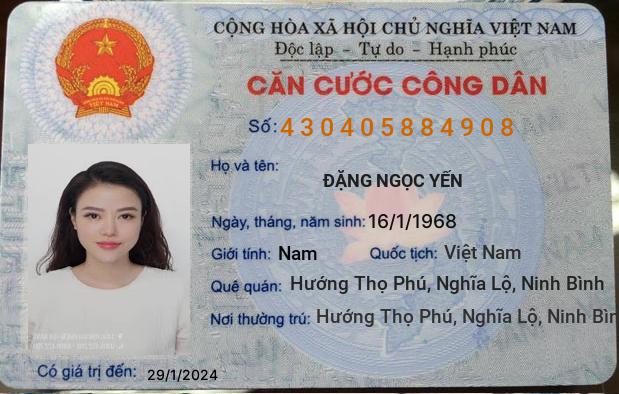 CỘNG HÒA XÃ HỘI CHỦ NGHĨA VIỆT NAM
Độc lập - Tự do - Hạnh phúc
CĂN CƯỚC CÔNG DÂN
Số: 430405884908
Họ và tên:
ĐẶNG NGỌC YẾN
Ngày, tháng, năm sinh: 16/1/1968
Giới tính: Nam Quốc tịch: Việt Nam
Quê quán: Hướng Thọ Phú, Nghĩa Lộ, Ninh Bình
Nơi thường trú: Hướng Thọ Phú, Nghĩa Lộ, Ninh Bìn
Có giá trị đến: 29/1/2024
VIỆT NAM